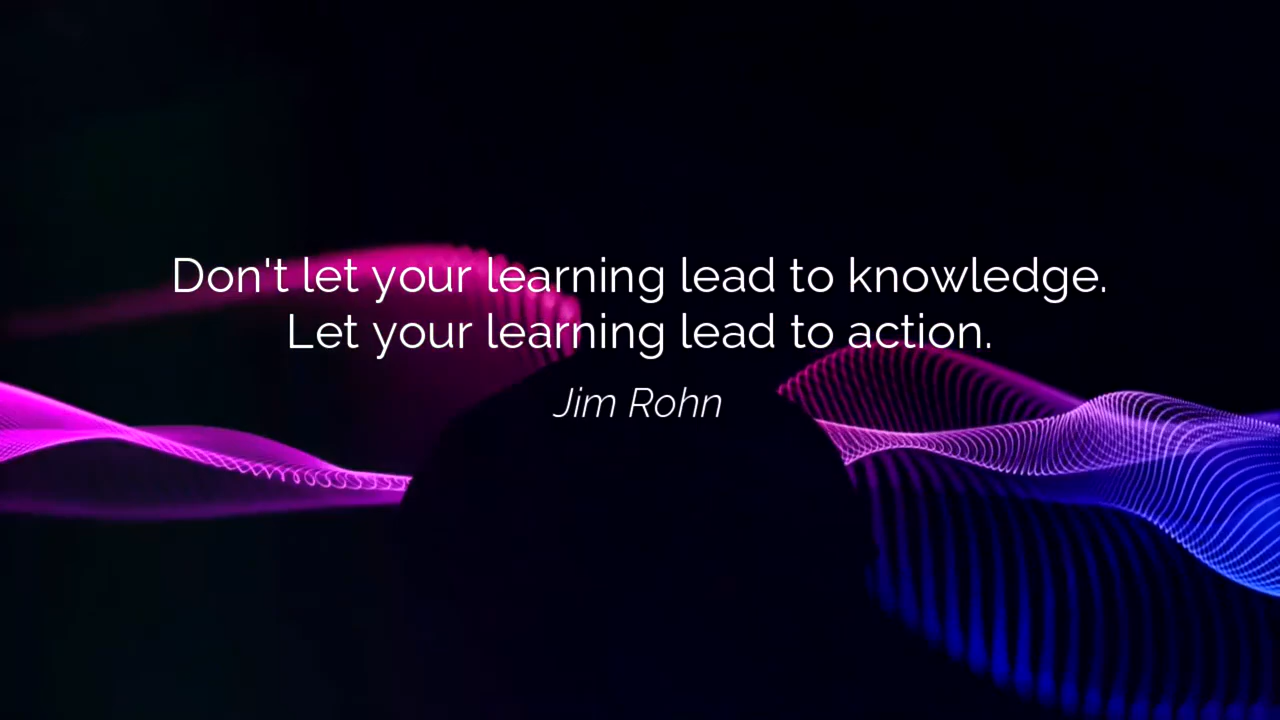 Don't let your learning lead to knowledge.
Let your learning lead to action.
Jim Rohn